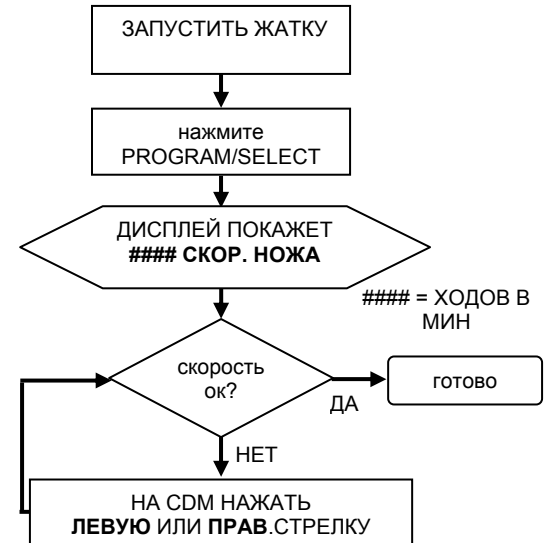 ЗАПУСТИТЬ ЖАТКУ
нажмите
PROGRAM/SELECT
ДИСПЛЕЙ ПОКАЖЕТ
#### СКОР. НОЖА
#### = ХОДОВ В
МИН
скорость
ок?
ДА
готово
НЕТ
НА CDM НАЖАТЬ
ЛЕВУЮ ИЛИ ПРАВ.СТРЕЛКУ